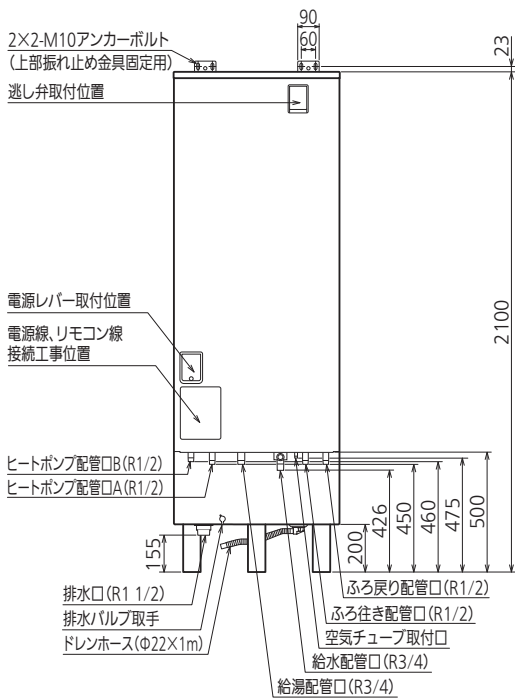 90
60
23
2×2-M10アンカーボルト
(上部振れ止め金具固定用)
逃し弁取付位置
2100
電源レバー取付位置
電源線、リモコン線
接続工事位置
ヒートポンプ配管口B(R1/2)
ヒートポンプ配管口A(R1/2)
155
200
426
450
460
475
500
排水口(R1 1/2)
排水バルブ取手
ドレンホース(Φ22×1m)
ふろ戻り配管口(R1/2)
ふろ往き配管口(R1/2)
空気チューブ取付口
給水配管口(R3/4)
給湯配管口(R3/4)